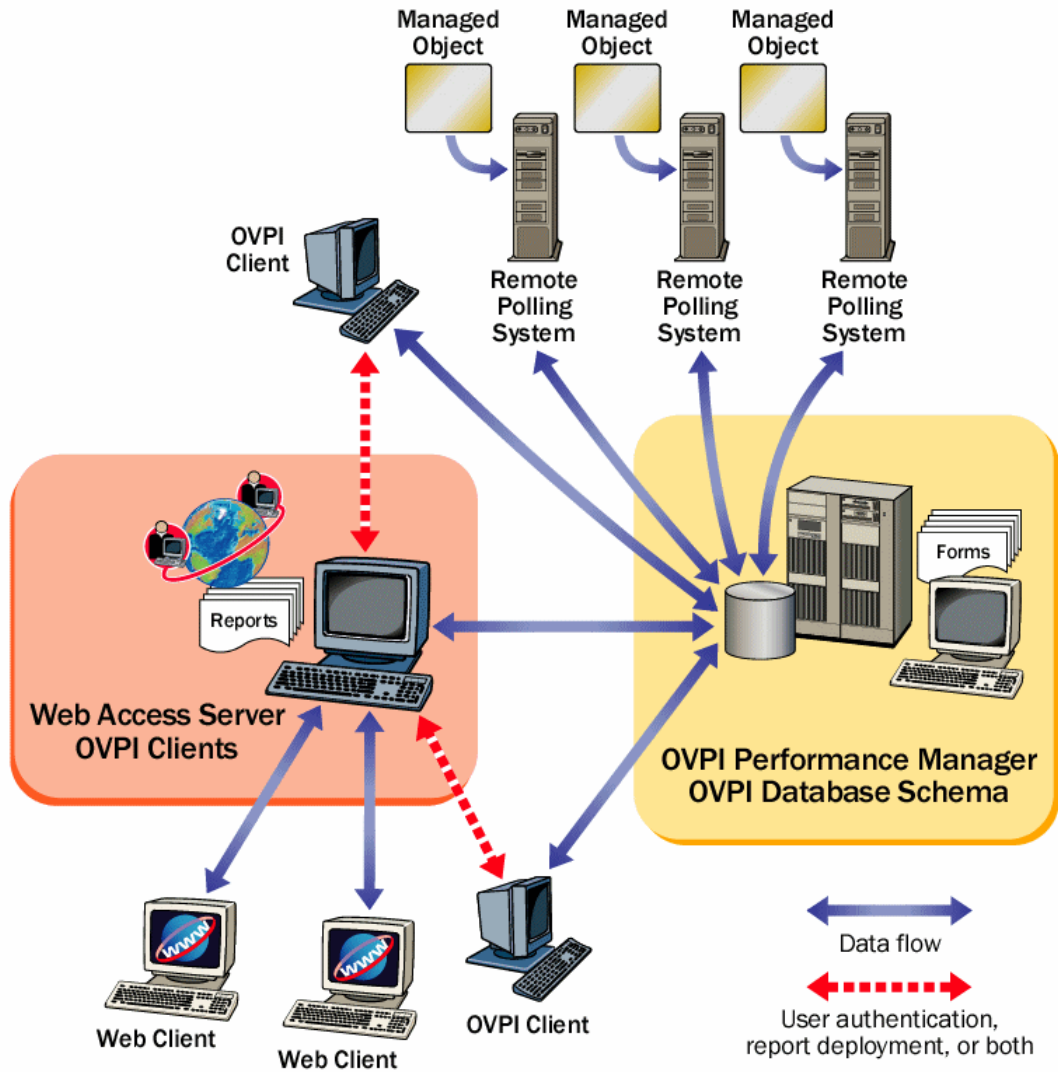 Managed
Object
Managed
Object
Managed
Object
OVPI
Client
Remote
Polling
System
Remote
Polling
System
Remote
Polling
System
Reports
Forms
Web Access Server
OVPI Clients
OVPI Performance Manager
OVPI Database Schema
WWW
Web Client
WWW
Web Client
OVPI Client
Data flow
User authentication,
report deployment, or both